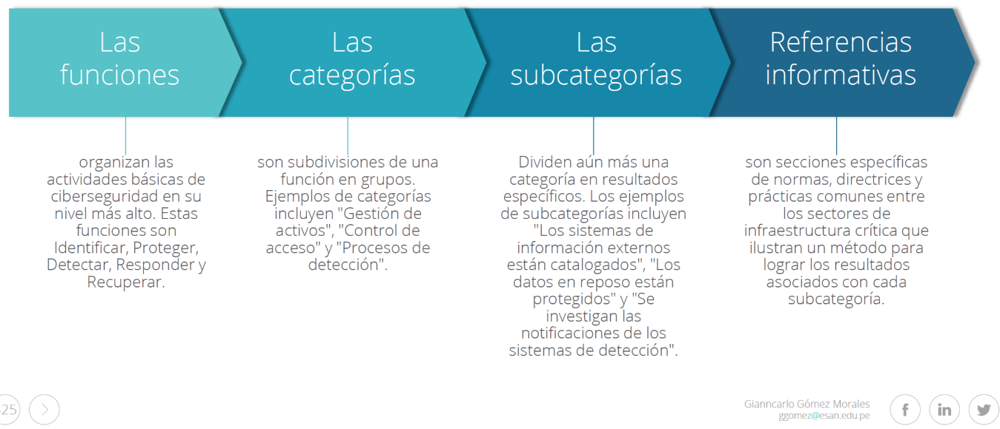 Las
funciones
Las
categorías
Las
subcategorías
Referencias
informativas
organizan las
actividades básicas de
ciberseguridad en su
nivel más alto. Estas
funciones son
Identificar, Proteger,
Detectar, Responder y
Recuperar.
son subdivisiones de una
función en grupos.
Ejemplos de categorías
incluyen "Gestión de
activos", "Control de
acceso" y "Procesos de
detección".
Dividen aún más una
categoría en resultados
específicos. Los ejemplos
de subcategorías incluyen
"Los sistemas de
información externos
están catalogados", "Los
datos en reposo están
protegidos" y "Se
investigan las
notificaciones de los
sistemas de detección".
son secciones específicas
de normas, directrices y
prácticas comunes entre
los sectores de
infraestructura crítica que
ilustran un método para
lograr los resultados
asociados con cada
subcategoría.
Gianncarlo Gómez Morales
ggomez@esan.edu.pe
f
in